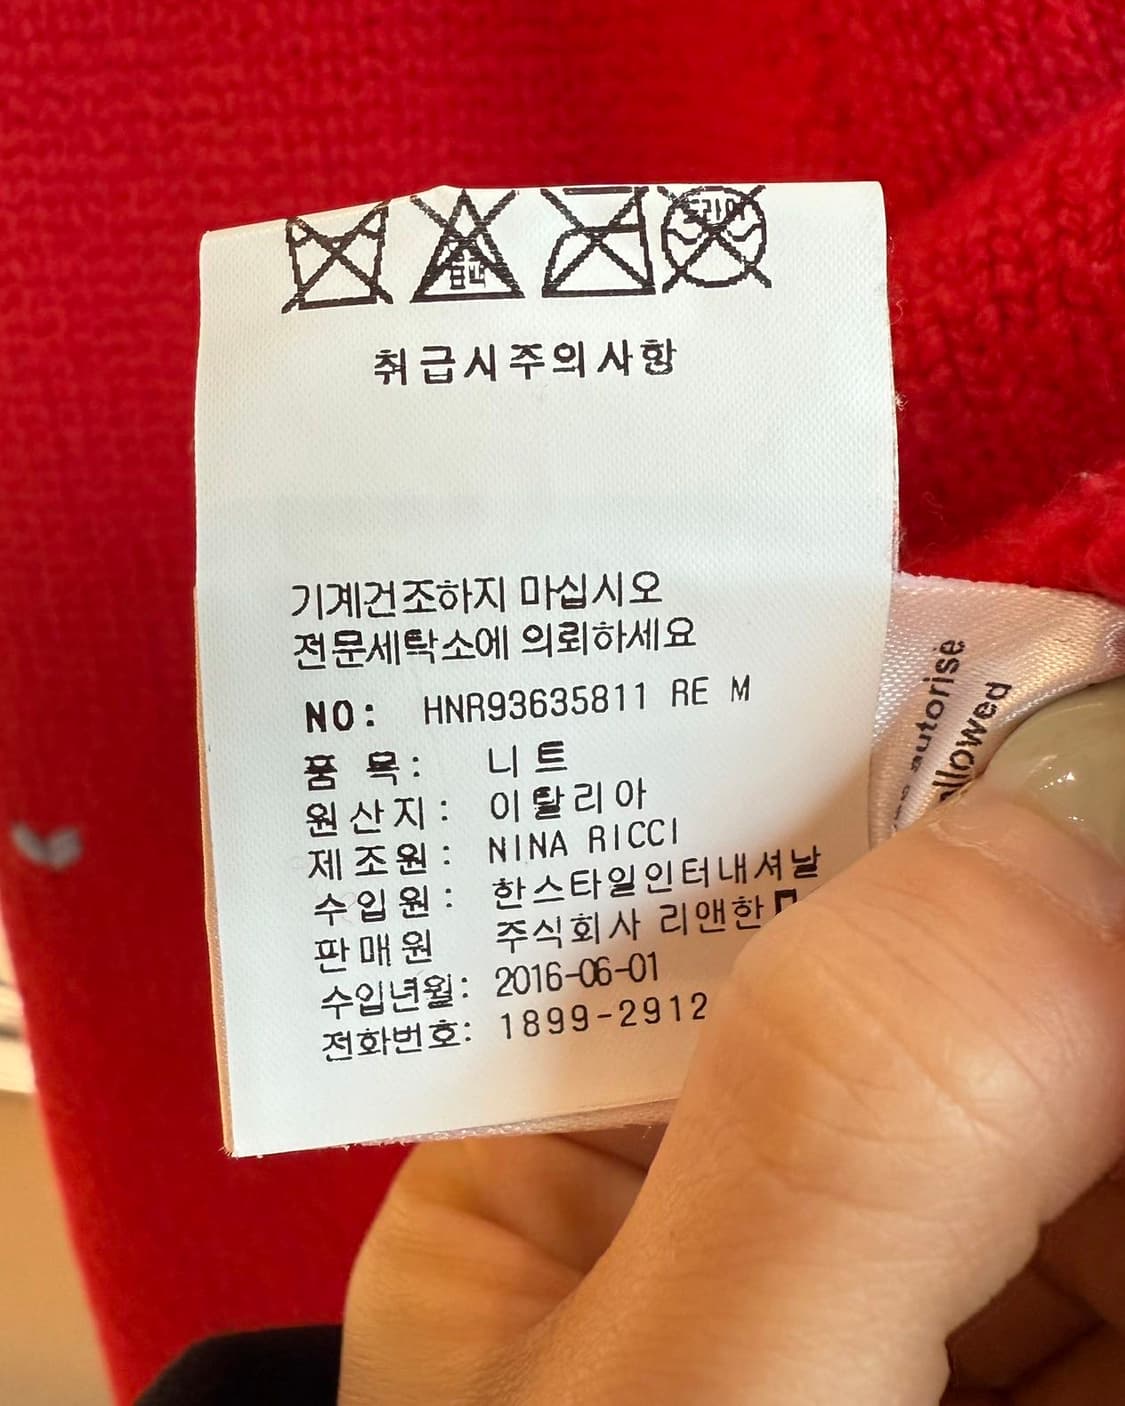 취급시주의사항
기계건조하지 마십시오
전문세탁소에 의뢰하세요
NO: HNR93635811 RE M
품 목: 니트
원산지: 이탈리아
제조원: NINA RICCI
수입원: 한스타일인터내셔날
판매원 주식회사 리앤한
수입년월: 2016-06-01
전화번호: 1899-2912
autorise
allowed